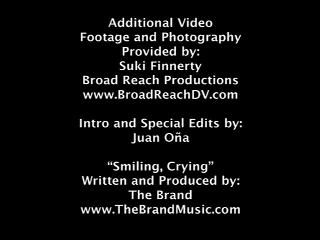 Additional Video
Footage and Photography
Provided by:
Suki Finnerty
Broad Reach Productions
www.BroadReachDV.com
Intro and Special Edits by:
Juan Oña
“Smiling, Crying”
Written and Produced by:
The Brand
www.TheBrandMusic.com